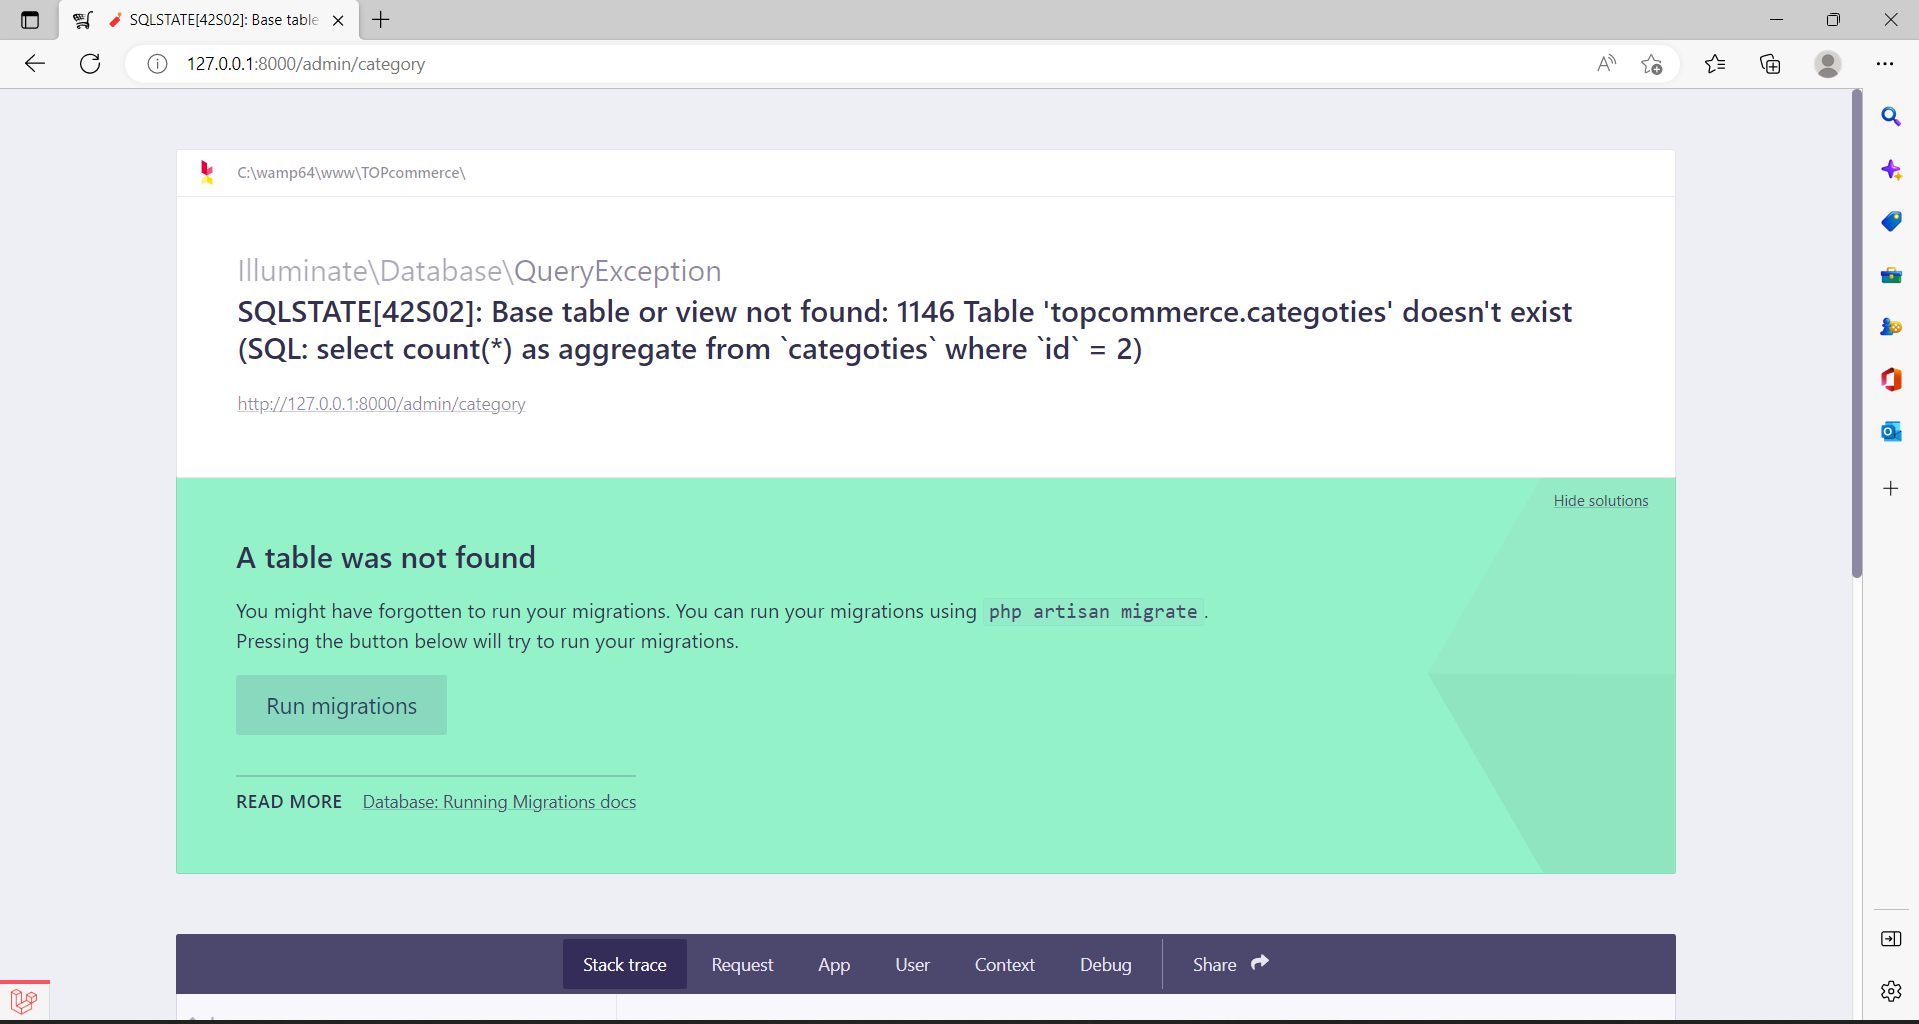 SQLSTATE[42S02]: Base table
127.0.0.1:8000/admin/category
C:\wamp64\www\TOPcommerce\
Illuminate\Database\QueryException
SQLSTATE[42S02]: Base table or view not found: 1146 Table 'topcommerce.categoties' doesn't exist
(SQL: select count(*) as aggregate from `categoties` where `id` = 2)
http://127.0.0.1:8000/admin/category
Hide solutions
A table was not found
You might have forgotten to run your migrations. You can run your migrations using php artisan migrate.
Pressing the button below will try to run your migrations.
Run migrations
READ MORE Database: Running Migrations docs
Stack trace Request App User Context Debug Share